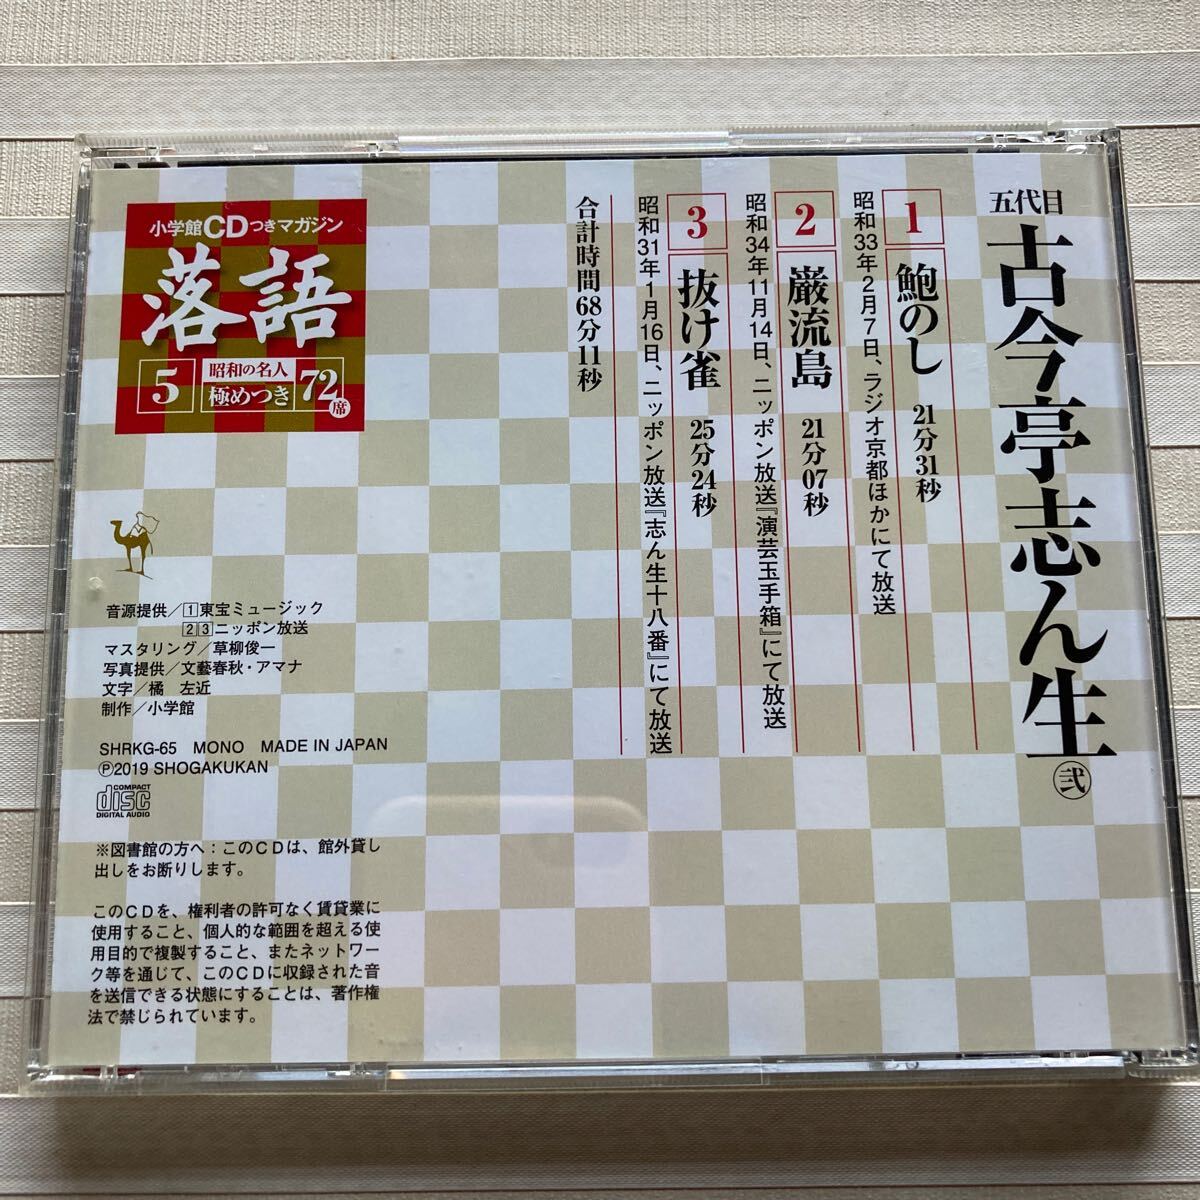 五代目
古今亭志ん生 弐
1 鮑のし 21分31秒
昭和33年2月7日、ラジオ京都ほかにて放送
2 巌流島 21分07秒
昭和34年11月14日、ニッポン放送『演芸玉手箱』にて放送
3 抜け雀 25分24秒
昭和31年1月16日、ニッポン放送『志ん生十八番』にて放送
合計時間68分11秒
小学館CDつきマガジン
落語
5 昭和の名人 極めつき 72席
音源提供／1東宝ミュージック
23ニッポン放送
マスタリング／草柳俊一
写真提供／文藝春秋・アマナ
文字／橘 左近
制作／小学館
SHRKG-65 MONO MADE IN JAPAN
Ⓟ2019 SHOGAKUKAN
COMPACT
disc
DIGITAL AUDIO
※図書館の方へ：このCDは、館外貸し
出しをお断りします。
このCDを、権利者の許可なく賃貸業に
使用すること、個人的な範囲を超える使
用目的で複製すること、またネットワー
ク等を通じて、このCDに収録された音
を送信できる状態にすることは、著作権
法で禁じられています。